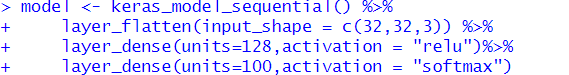 > model <- keras_model_sequential() %>%
+     layer_flatten(input_shape = c(32,32,3)) %>%
+     layer_dense(units=128,activation = "relu")%>%
+     layer_dense(units=100,activation = "softmax")